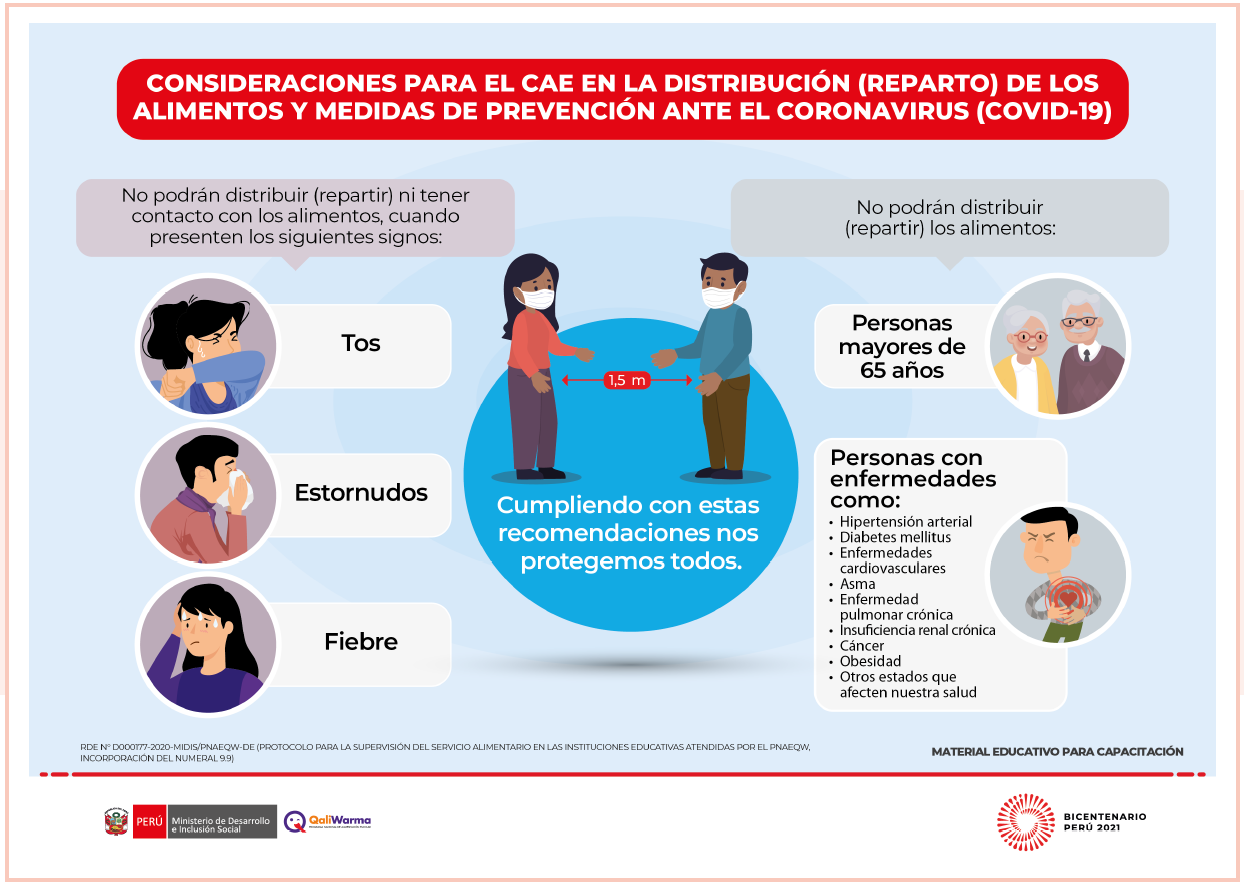 CONSIDERACIONES PARA EL CAE EN LA DISTRIBUCIÓN (REPARTO) DE LOS
ALIMENTOS Y MEDIDAS DE PREVENCIÓN ANTE EL CORONAVIRUS (COVID-19)
No podrán distribuir (repartir) ni tener
contacto con los alimentos, cuando
presenten los siguientes signos:
Tos
Estornudos
Fiebre
1,5 m
Cumpliendo con estas
recomendaciones nos
protegemos todos.
No podrán distribuir
(repartir) los alimentos:
Personas
mayores de
65 años
Personas con
enfermedades
como:
• Hipertensión arterial
• Diabetes mellitus
• Enfermedades
cardiovasculares
• Asma
• Enfermedad
pulmonar crónica
• Insuficiencia renal crónica
• Cáncer
• Obesidad
• Otros estados que
afecten nuestra salud
RDE N° D000177-2020-MIDIS/PNAEQW-DE (PROTOCOLO PARA LA SUPERVISIÓN DEL SERVICIO ALIMENTARIO EN LAS INSTITUCIONES EDUCATIVAS ATENDIDAS POR EL PNAEQW,
INCORPORACIÓN DEL NUMERAL 9.9)
MATERIAL EDUCATIVO PARA CAPACITACIÓN
PERÚ
Ministerio de Desarrollo
e Inclusión Social
QaliWarma
BICENTENARIO
PERÚ 2021